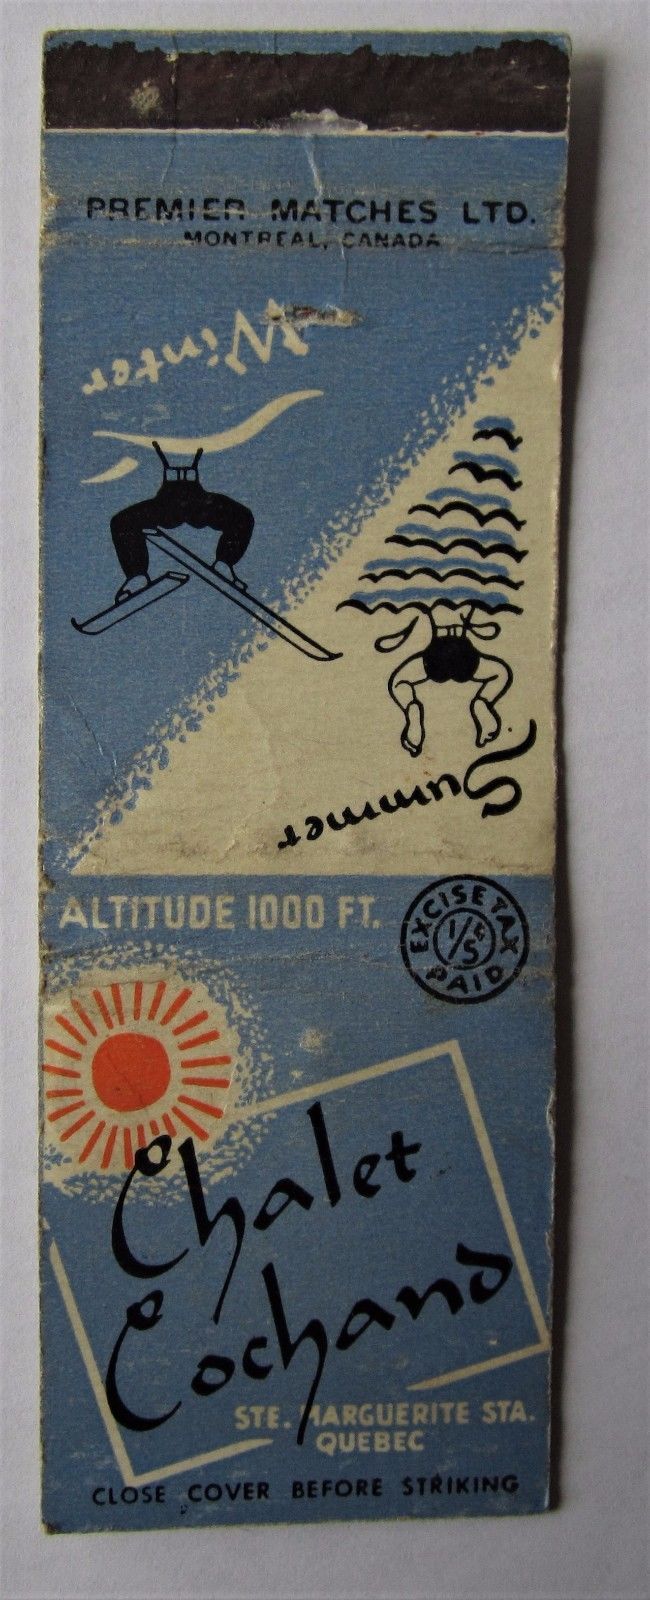 PREMIER MATCHES LTD.
MONTREAL, CANADA
Winter
Summer
ALTITUDE 1000 FT.
EXCISE TAX
1/5¢
PAID
Chalet
Cochand
STE. MARGUERITE STA.
QUEBEC
CLOSE COVER BEFORE STRIKING